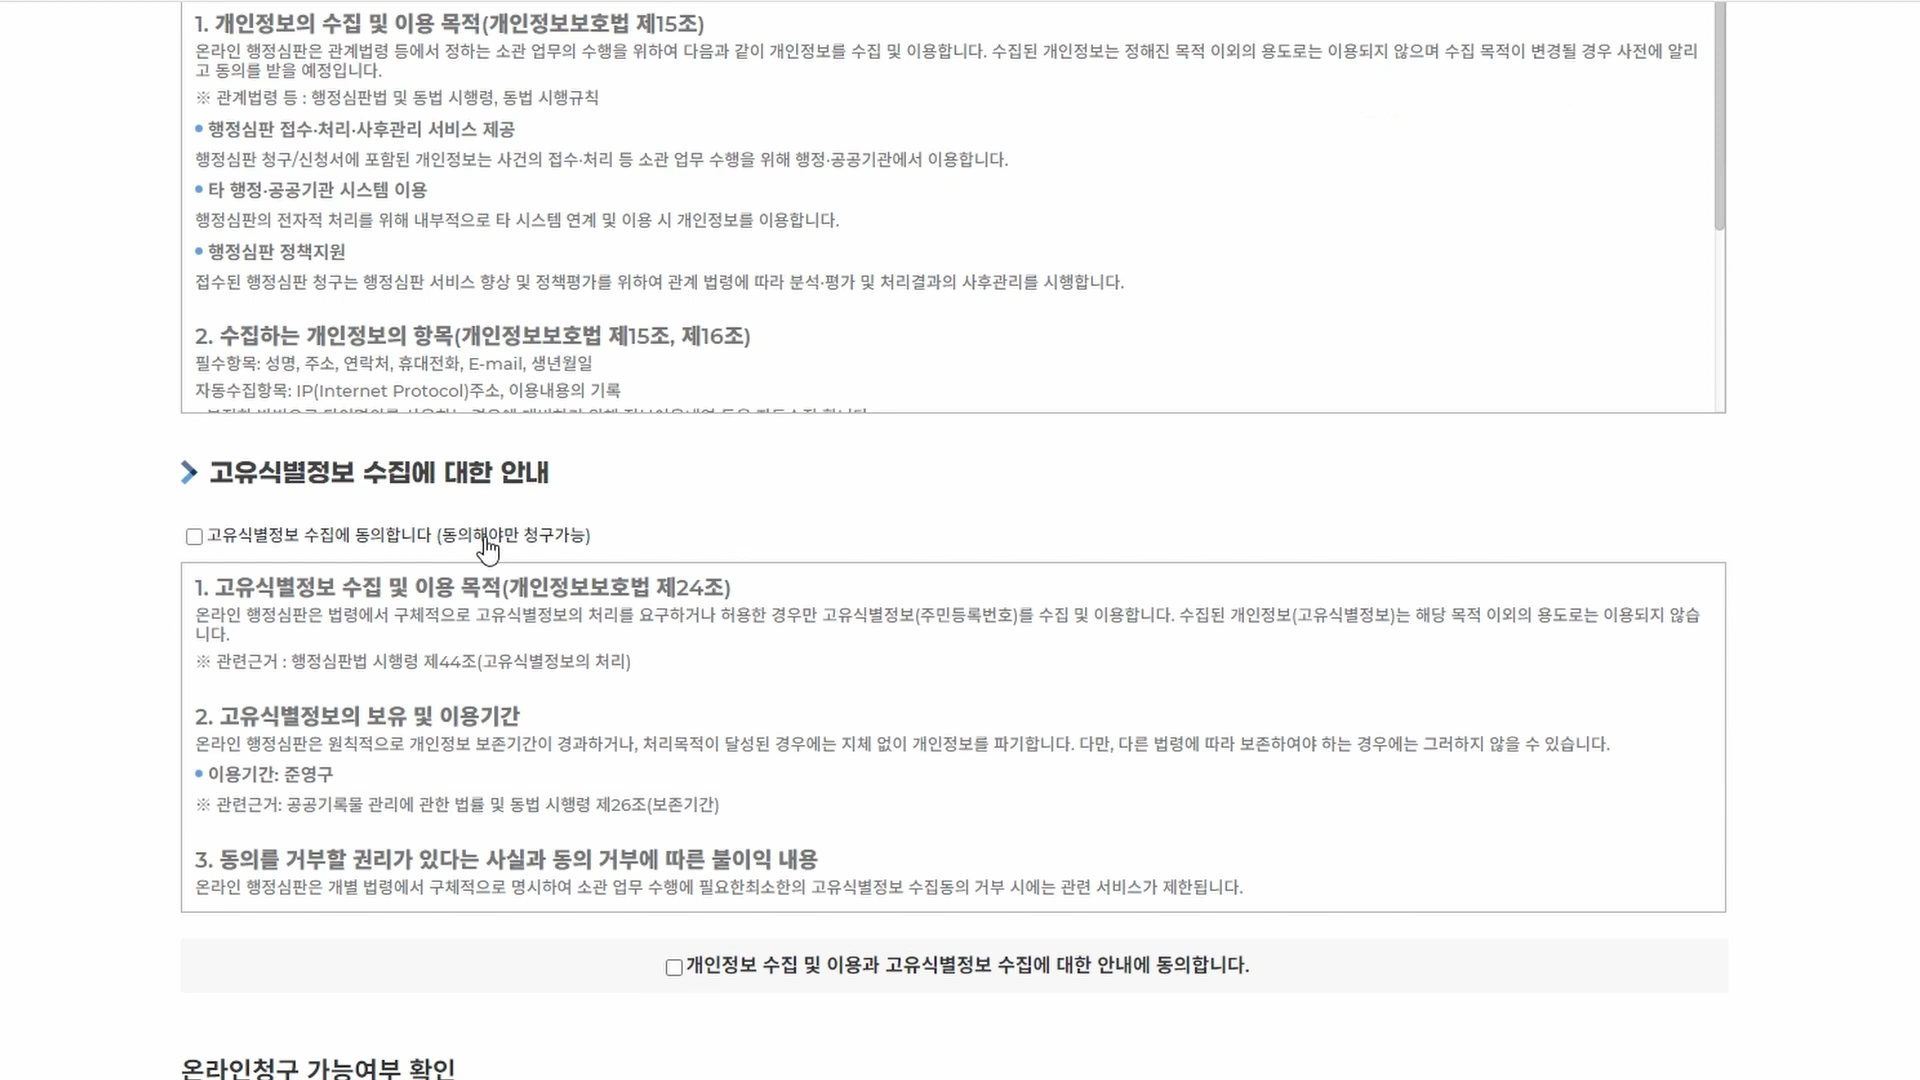 1. 개인정보의 수집 및 이용 목적(개인정보보호법 제15조)
온라인 행정심판은 관계법령 등에서 정하는 소관 업무의 수행을 위하여 다음과 같이 개인정보를 수집 및 이용합니다. 수집된 개인정보는 정해진 목적 이외의 용도로는 이용되지 않으며 수집 목적이 변경될 경우 사전에 알리
고 동의를 받을 예정입니다.
※ 관계법령 등 : 행정심판법 및 동법 시행령, 동법 시행규칙
• 행정심판 접수·처리·사후관리 서비스 제공
행정심판 청구/신청서에 포함된 개인정보는 사건의 접수·처리 등 소관 업무 수행을 위해 행정·공공기관에서 이용합니다.
• 타 행정·공공기관 시스템 이용
행정심판의 전자적 처리를 위해 내부적으로 타 시스템 연계 및 이용 시 개인정보를 이용합니다.
• 행정심판 정책지원
접수된 행정심판 청구는 행정심판 서비스 향상 및 정책평가를 위하여 관계 법령에 따라 분석·평가 및 처리결과의 사후관리를 시행합니다.
2. 수집하는 개인정보의 항목(개인정보보호법 제15조, 제16조)
필수항목: 성명, 주소, 연락처, 휴대전화, E-mail, 생년월일
자동수집항목: IP(Internet Protocol)주소, 이용내용의 기록
고유식별정보 수집에 대한 안내
고유식별정보 수집에 동의합니다 (동의해야만 청구가능)
1. 고유식별정보 수집 및 이용 목적(개인정보보호법 제24조)
온라인 행정심판은 법령에서 구체적으로 고유식별정보의 처리를 요구하거나 허용한 경우만 고유식별정보(주민등록번호)를 수집 및 이용합니다. 수집된 개인정보(고유식별정보)는 해당 목적 이외의 용도로는 이용되지 않습
니다.
※ 관련근거 : 행정심판법 시행령 제44조(고유식별정보의 처리)
2. 고유식별정보의 보유 및 이용기간
온라인 행정심판은 원칙적으로 개인정보 보존기간이 경과하거나, 처리목적이 달성된 경우에는 지체 없이 개인정보를 파기합니다. 다만, 다른 법령에 따라 보존하여야 하는 경우에는 그러하지 않을 수 있습니다.
• 이용기간: 준영구
※ 관련근거: 공공기록물 관리에 관한 법률 및 동법 시행령 제26조(보존기간)
3. 동의를 거부할 권리가 있다는 사실과 동의 거부에 따른 불이익 내용
온라인 행정심판은 개별 법령에서 구체적으로 명시하여 소관 업무 수행에 필요한최소한의 고유식별정보 수집동의 거부 시에는 관련 서비스가 제한됩니다.
개인정보 수집 및 이용과 고유식별정보 수집에 대한 안내에 동의합니다.
온라인청구 가능여부 확인